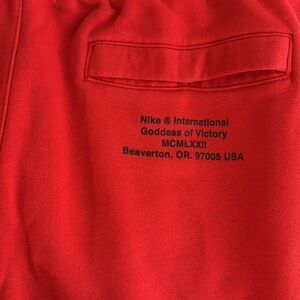 Nike ® International
Goddess of Victory
MCMLXXII
Beaverton, OR. 97005 USA